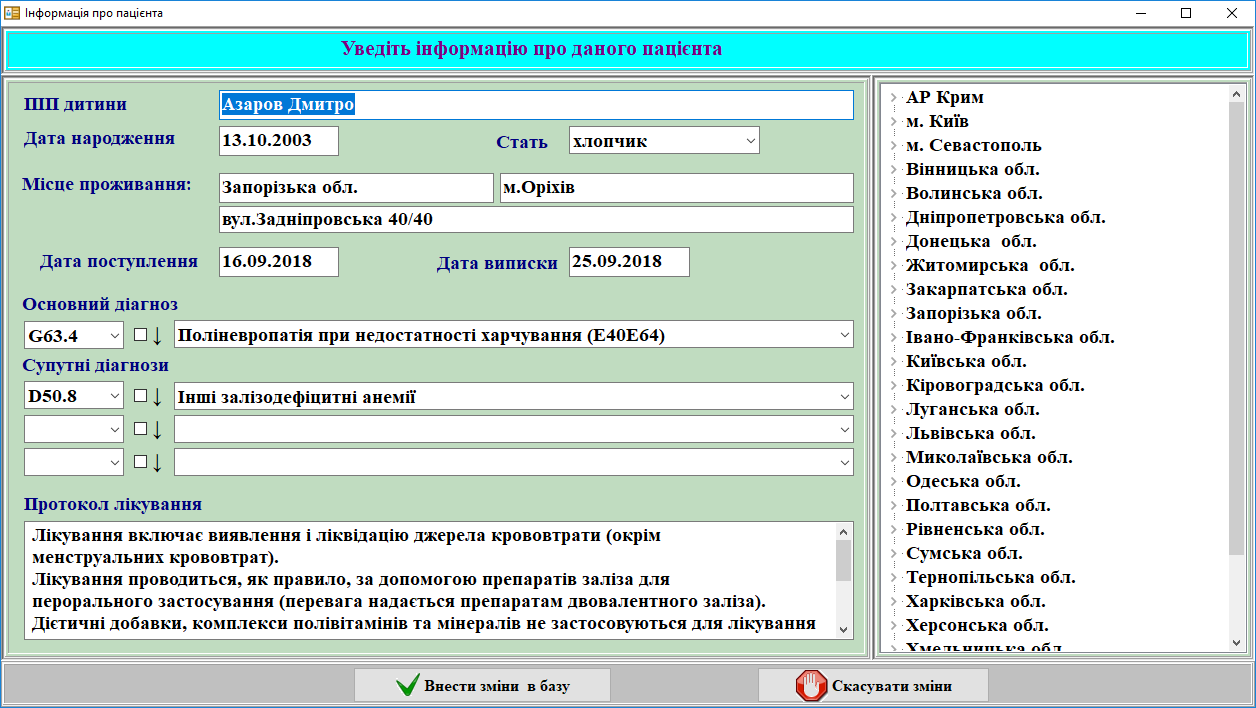 Інформація про пацієнта
Уведіть інформацію про даного пацієнта
ПІП дитини
Азаров Дмитро
Дата народження
13.10.2003
Стать
хлопчик
Місце проживання:
Запорізька обл.
м.Оріхів
вул.Задніпровська 40/40
Дата поступлення
16.09.2018
Дата виписки
25.09.2018
Основний діагноз
G63.4
↓
Поліневропатія при недостатності харчування (E40E64)
Супутні діагнози
D50.8
↓
Інші залізодефіцитні анемії
↓
↓
Протокол лікування
Лікування включає виявлення і ліквідацію джерела крововтрати (окрім
менструальних крововтрат).
Лікування проводиться, як правило, за допомогою препаратів заліза для
перорального застосування (перевага надається препаратам двовалентного заліза).
Дієтичні добавки, комплекси полівітамінів та мінералів не застосовуються для лікування
АР Крим
м. Київ
м. Севастополь
Вінницька обл.
Волинська обл.
Дніпропетровська обл.
Донецька  обл.
Житомирська  обл.
Закарпатська обл.
Запорізька обл.
Івано-Франківська обл.
Київська обл.
Кіровоградська обл.
Луганська обл.
Львівська обл.
Миколаївська обл.
Одеська обл.
Полтавська обл.
Рівненська обл.
Сумська обл.
Тернопільська обл.
Харківська обл.
Херсонська обл.
Хмельницька обл.
Внести зміни  в базу
Скасувати зміни